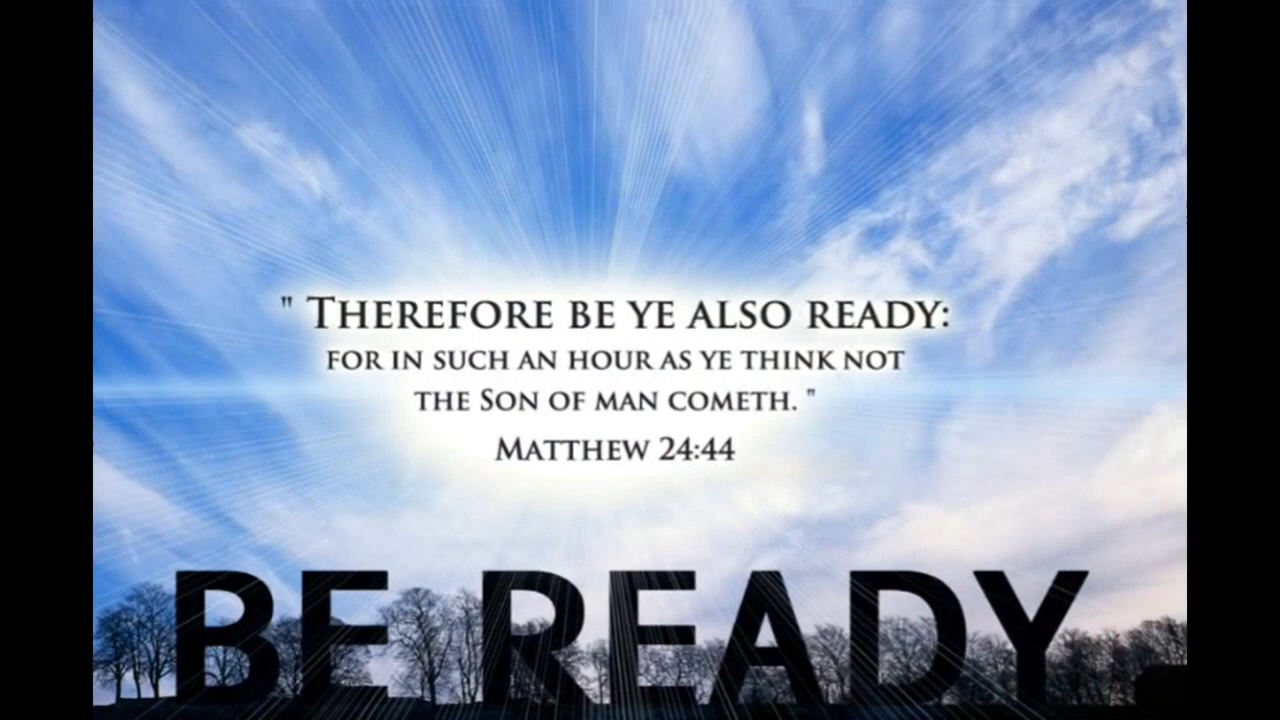 " Therefore be ye also ready:
for in such an hour as ye think not
the Son of man cometh. "
Matthew 24:44
BE READY